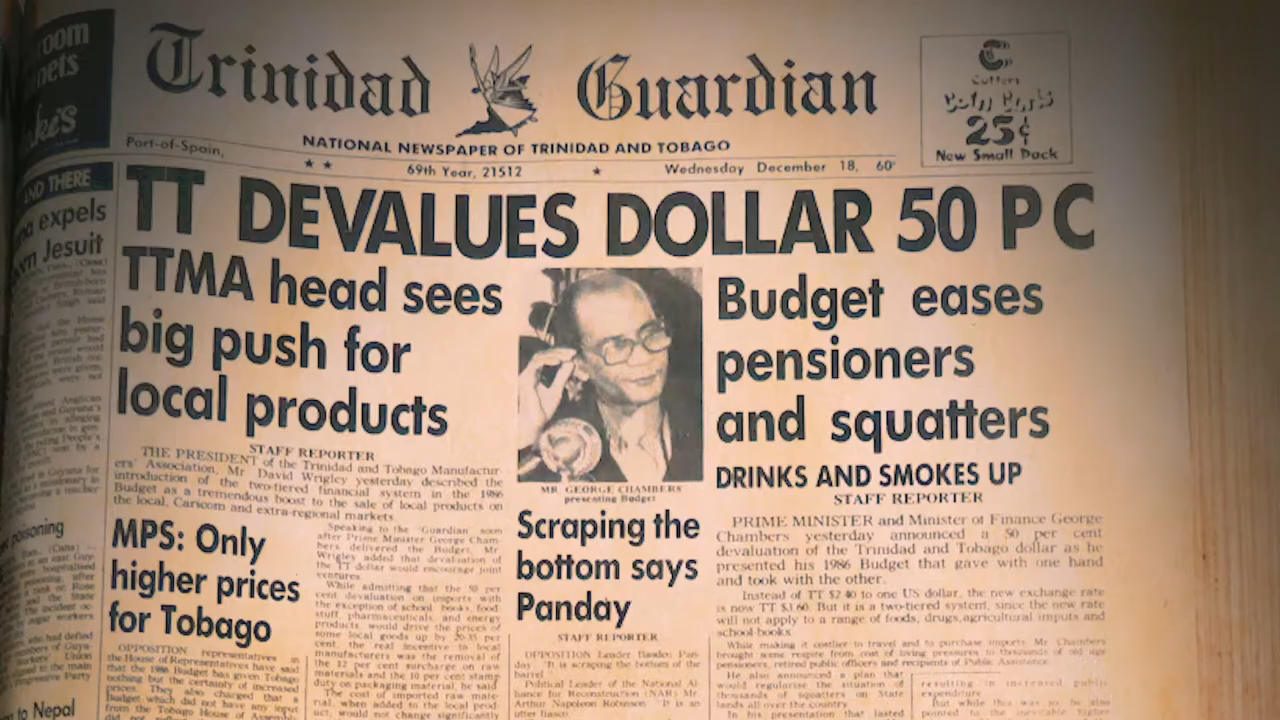 room
nets
ke's
Trinidad Guardian
Cutters
Coin Curls
25¢
New Small Pack
Port-of-Spain,
NATIONAL NEWSPAPER OF TRINIDAD AND TOBAGO
69th Year, 21512
Wednesday December 18, 60¢
AND THERE
expels
Jesuit
TT DEVALUES DOLLAR 50 PC
TTMA head sees
big push for
local products
STAFF REPORTER
THE PRESIDENT of the Trinidad and Tobago Manufactur-
ers' Association, Mr David Wrigley yesterday described the
introduction of the two-tiered financial system in the 1986
Budget as a tremendous boost to the sale of local products on
the local, Caricom and extra-regional markets.
Speaking to the "Guardian" soon
after Prime Minister George Cham-
bers delivered the Budget, Mr
Wrigley added that devaluation of
the TT dollar would encourage joint
ventures.
While admitting that the 50 per
cent devaluation on imports with
the exception of school books, food-
stuff, pharmaceuticals, and energy
products, would drive the prices of
some local goods up by 20-35 per
cent, the real incentive to local
manufacturers was the removal of
the 12 per cent surcharge on raw
materials and the 10 per cent stamp
duty on packaging material, he said.
The cost of imported raw mate-
rial, when added to the local prod-
uct, would not change significantly
MPS: Only
higher prices
for Tobago
OPPOSITION representatives in
the House of Representatives have said
that the 1986 Budget has given Tobago
nothing but the certainty of increased
prices. They also charged that a
budget which did not have any input
from the Tobago House of Assembly
MR. GEORGE CHAMBERS
presenting Budget
Scraping the
bottom says
Panday
STAFF REPORTER
OPPOSITION Leader Basdeo Pan-
day "It is scraping the bottom of the
barrel."
Political Leader of the National Al-
liance for Reconstruction (NAR) Mr.
Arthur Napoleon Robinson "It is an
utter fiasco."
Budget eases
pensioners
and squatters
DRINKS AND SMOKES UP
STAFF REPORTER
PRIME MINISTER and Minister of Finance George
Chambers yesterday announced a 50 per cent
devaluation of the Trinidad and Tobago dollar as he
presented his 1986 Budget that gave with one hand
and took with the other.
Instead of TT $2.40 to one US dollar, the new exchange rate
is now TT $3.60. But it is a two-tiered system, since the new rate
will not apply to a range of foods, drugs, agricultural imputs and
school-books.
While making it costlier to travel and to purchase imports, Mr Chambers
brought some respite from cost of living pressures to thousands of old age
pensioners, retired public officers and recipients of Public Assistance.
He also announced a plan that
would regularise the situation of
thousands of squatters on State
lands all over the country.
In his presentation that lasted
resulting in increased public
expenditure.
But while this was so, he also
pointed to the inevitable higher
poisoning
to Nepal